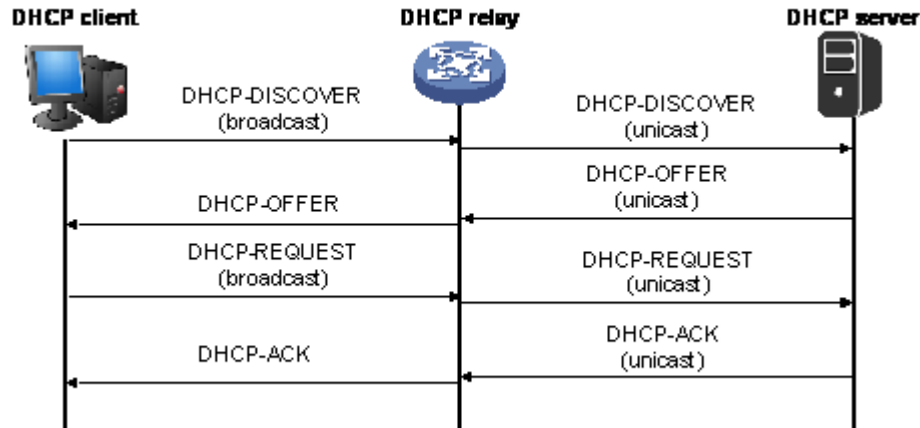 DHCP client
DHCP relay
DHCP server
DHCP-DISCOVER
(broadcast)
DHCP-DISCOVER
(unicast)
DHCP-OFFER
(unicast)
DHCP-OFFER
DHCP-REQUEST
(broadcast)
DHCP-REQUEST
(unicast)
DHCP-ACK
(unicast)
DHCP-ACK